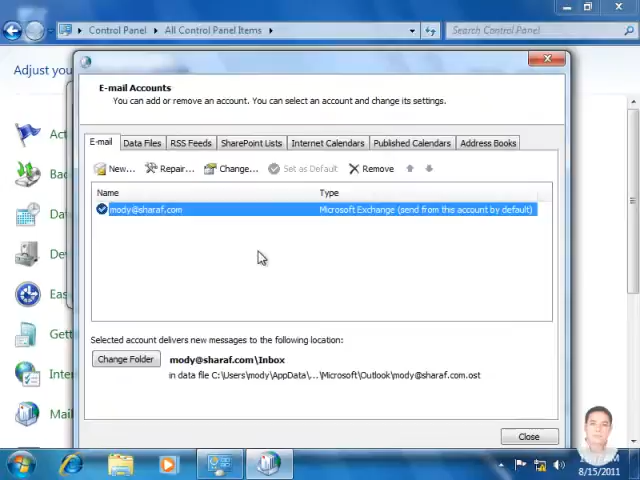 Control Panel
All Control Panel Items
Search Control Panel
Adjust you
E-mail Accounts
You can add or remove an account. You can select an account and change its settings.
E-mail
Data Files
RSS Feeds
SharePoint Lists
Internet Calendars
Published Calendars
Address Books
New...
Repair...
Change...
Set as Default
Remove
Name
Type
mody@sharaf.com
Microsoft Exchange (send from this account by default)
Selected account delivers new messages to the following location:
Change Folder
mody@sharaf.com\Inbox
in data file C:\Users\mody\AppData\...\Microsoft\Outlook\mody@sharaf.com.ost
Close
Act
Bac
Da
De
Eas
Gett
Inte
Mail
8/15/2011